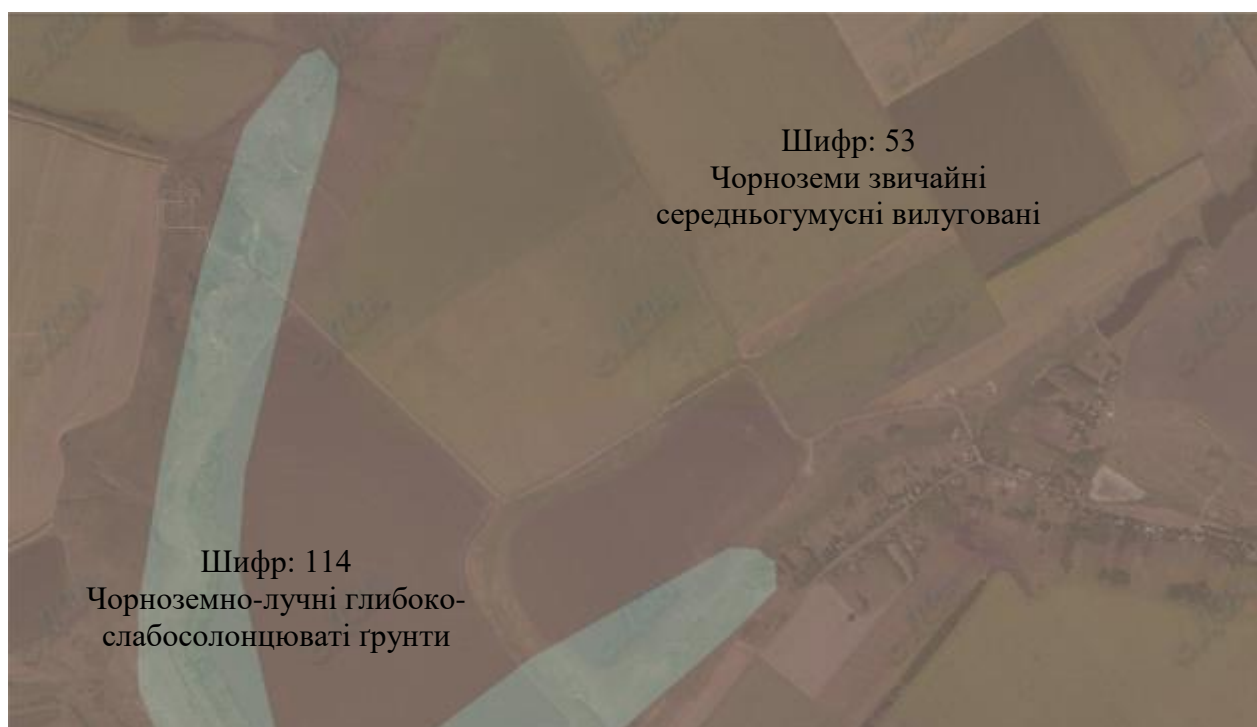 Шифр: 53
Чорноземи звичайні
середньогумусні вилуговані
Шифр: 114
Чорноземно-лучні глибоко-
слабосолонцюваті ґрунти